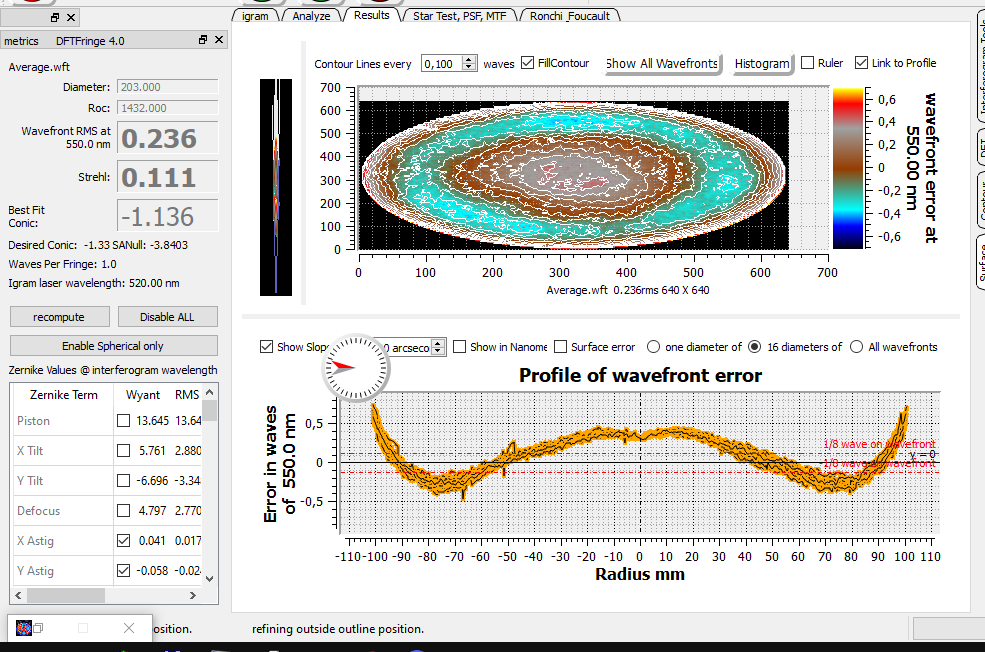 igram Analyze Results Star Test, PSF, MTF Ronchi ,Foucault
metrics DFTFringe 4.0
Average.wft
Diameter: 203.000
Roc: 1432.000
Wavefront RMS at
550.0 nm 0.236
Strehl: 0.111
Best Fit
Conic: -1.136
Desired Conic: -1.33 SANull: -3.8403
Waves Per Fringe: 1.0
Igram laser wavelength: 520.00 nm
recompute Disable ALL
Enable Spherical only
Zernike Values @ interferogram wavelength
Zernike Term Wyant RMS
Piston 13.645 13.64
X Tilt 5.761 2.880
Y Tilt -6.696 -3.34
Defocus 4.797 2.770
X Astig 0.041 0.017
Y Astig -0.058 -0.02
Contour Lines every 0,100 waves FillContour Show All Wavefronts Histogram Ruler Link to Profile
700
600
500
400
300
200
100
0
0 100 200 300 400 500 600 700
Average.wft 0.236rms 640 X 640
0,6
0,4
0,2
0
-0,2
-0,4
-0,6
wavefront error at
550.00 nm
Show Slop 0 arcseco Show in Nanome Surface error one diameter of 16 diameters of All wavefronts
Profile of wavefront error
Error in waves
of 550.0 nm
0,5
0
-0,5
1/8 wave on wavefront
y = 0
1/8 wave on wavefront
-110 -100 -90 -80 -70 -60 -50 -40 -30 -20 -10 0 10 20 30 40 50 60 70 80 90 100 110
Radius mm
Interferogram Tools
DFT
Contour
Surface
osition. refining outside outline position.